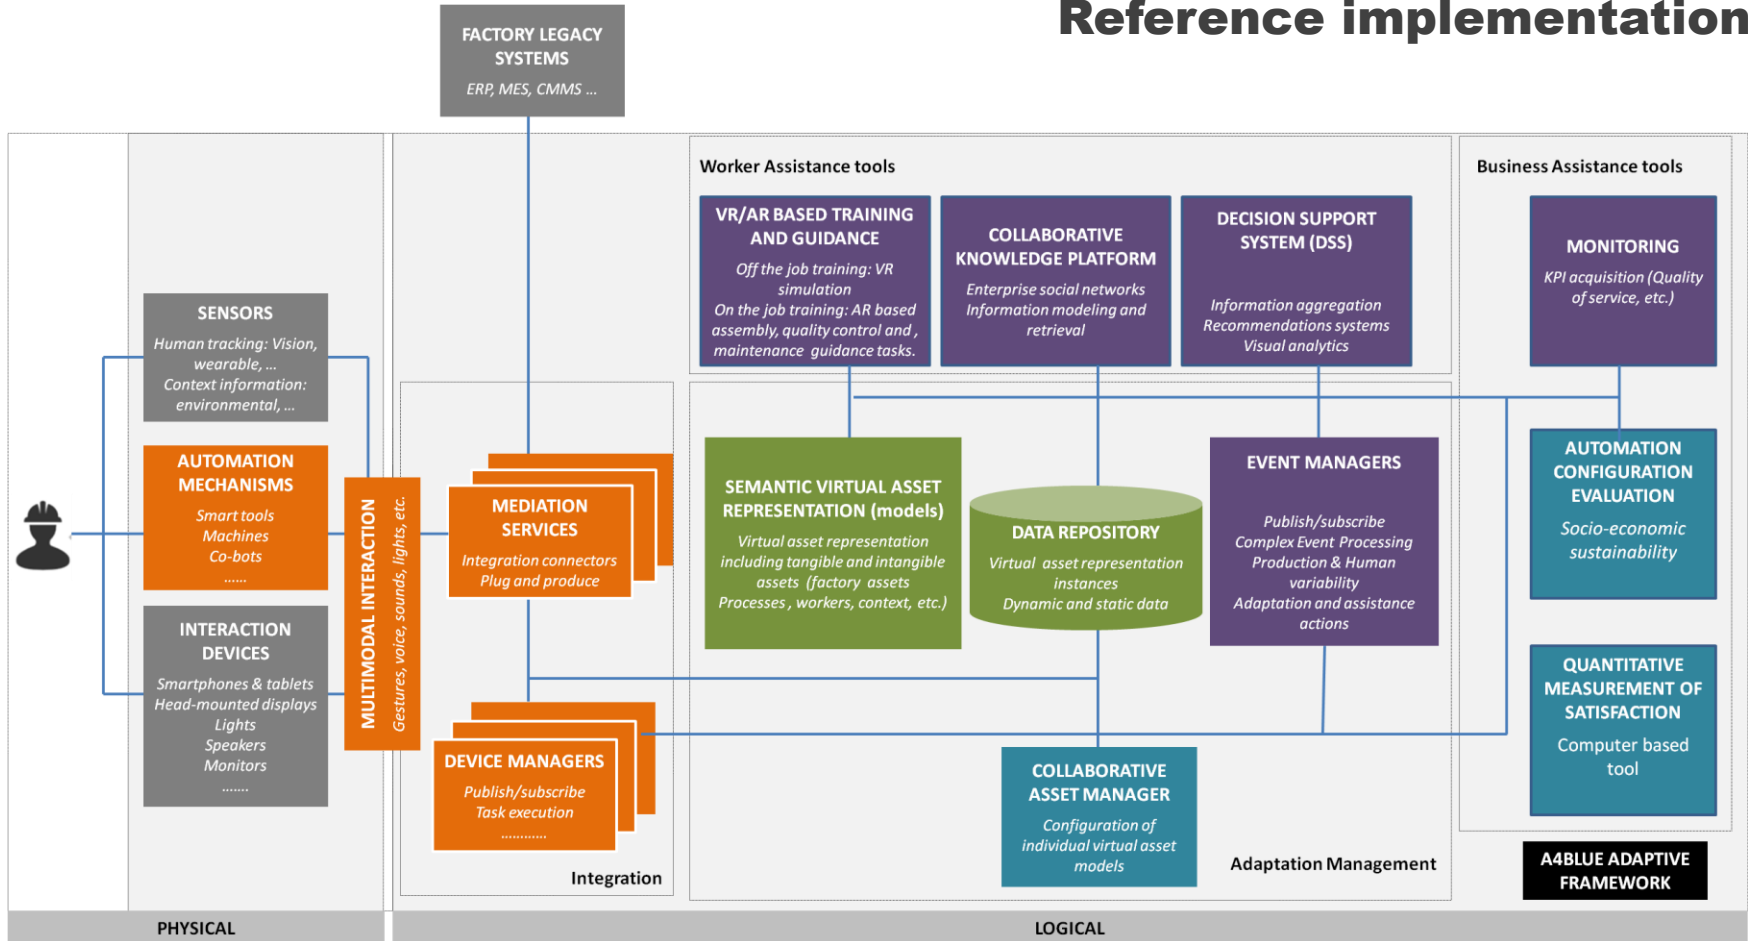 Reference implementation
FACTORY LEGACY
SYSTEMS
ERP, MES, CMMS ...
Worker Assistance tools
Business Assistance tools
VR/AR BASED TRAINING
AND GUIDANCE
Off the job training: VR
simulation
On the job training: AR based
assembly, quality control and ,
maintenance guidance tasks.
COLLABORATIVE
KNOWLEDGE PLATFORM
Enterprise social networks
Information modeling and
retrieval
DECISION SUPPORT
SYSTEM (DSS)
Information aggregation
Recommendations systems
Visual analytics
MONITORING
KPI acquisition (Quality
of service, etc.)
SENSORS
Human tracking: Vision,
wearable, ...
Context information:
environmental, ...
AUTOMATION
MECHANISMS
Smart tools
Machines
Co-bots
......
INTERACTION
DEVICES
Smartphones & tablets
Head-mounted displays
Lights
Speakers
Monitors
.......
MULTIMODAL INTERACTION
Gestures, voice, sounds, lights, etc.
MEDIATION
SERVICES
Integration connectors
Plug and produce
DEVICE MANAGERS
Publish/subscribe
Task execution
............
Integration
SEMANTIC VIRTUAL ASSET
REPRESENTATION (models)
Virtual asset representation
including tangible and intangible
assets (factory assets
Processes , workers, context, etc.)
DATA REPOSITORY
Virtual asset representation
instances
Dynamic and static data
EVENT MANAGERS
Publish/subscribe
Complex Event Processing
Production & Human
variability
Adaptation and assistance
actions
COLLABORATIVE
ASSET MANAGER
Configuration of
individual virtual asset
models
Adaptation Management
AUTOMATION
CONFIGURATION
EVALUATION
Socio-economic
sustainability
QUANTITATIVE
MEASUREMENT OF
SATISFACTION
Computer based
tool
A4BLUE ADAPTIVE
FRAMEWORK
PHYSICAL
LOGICAL